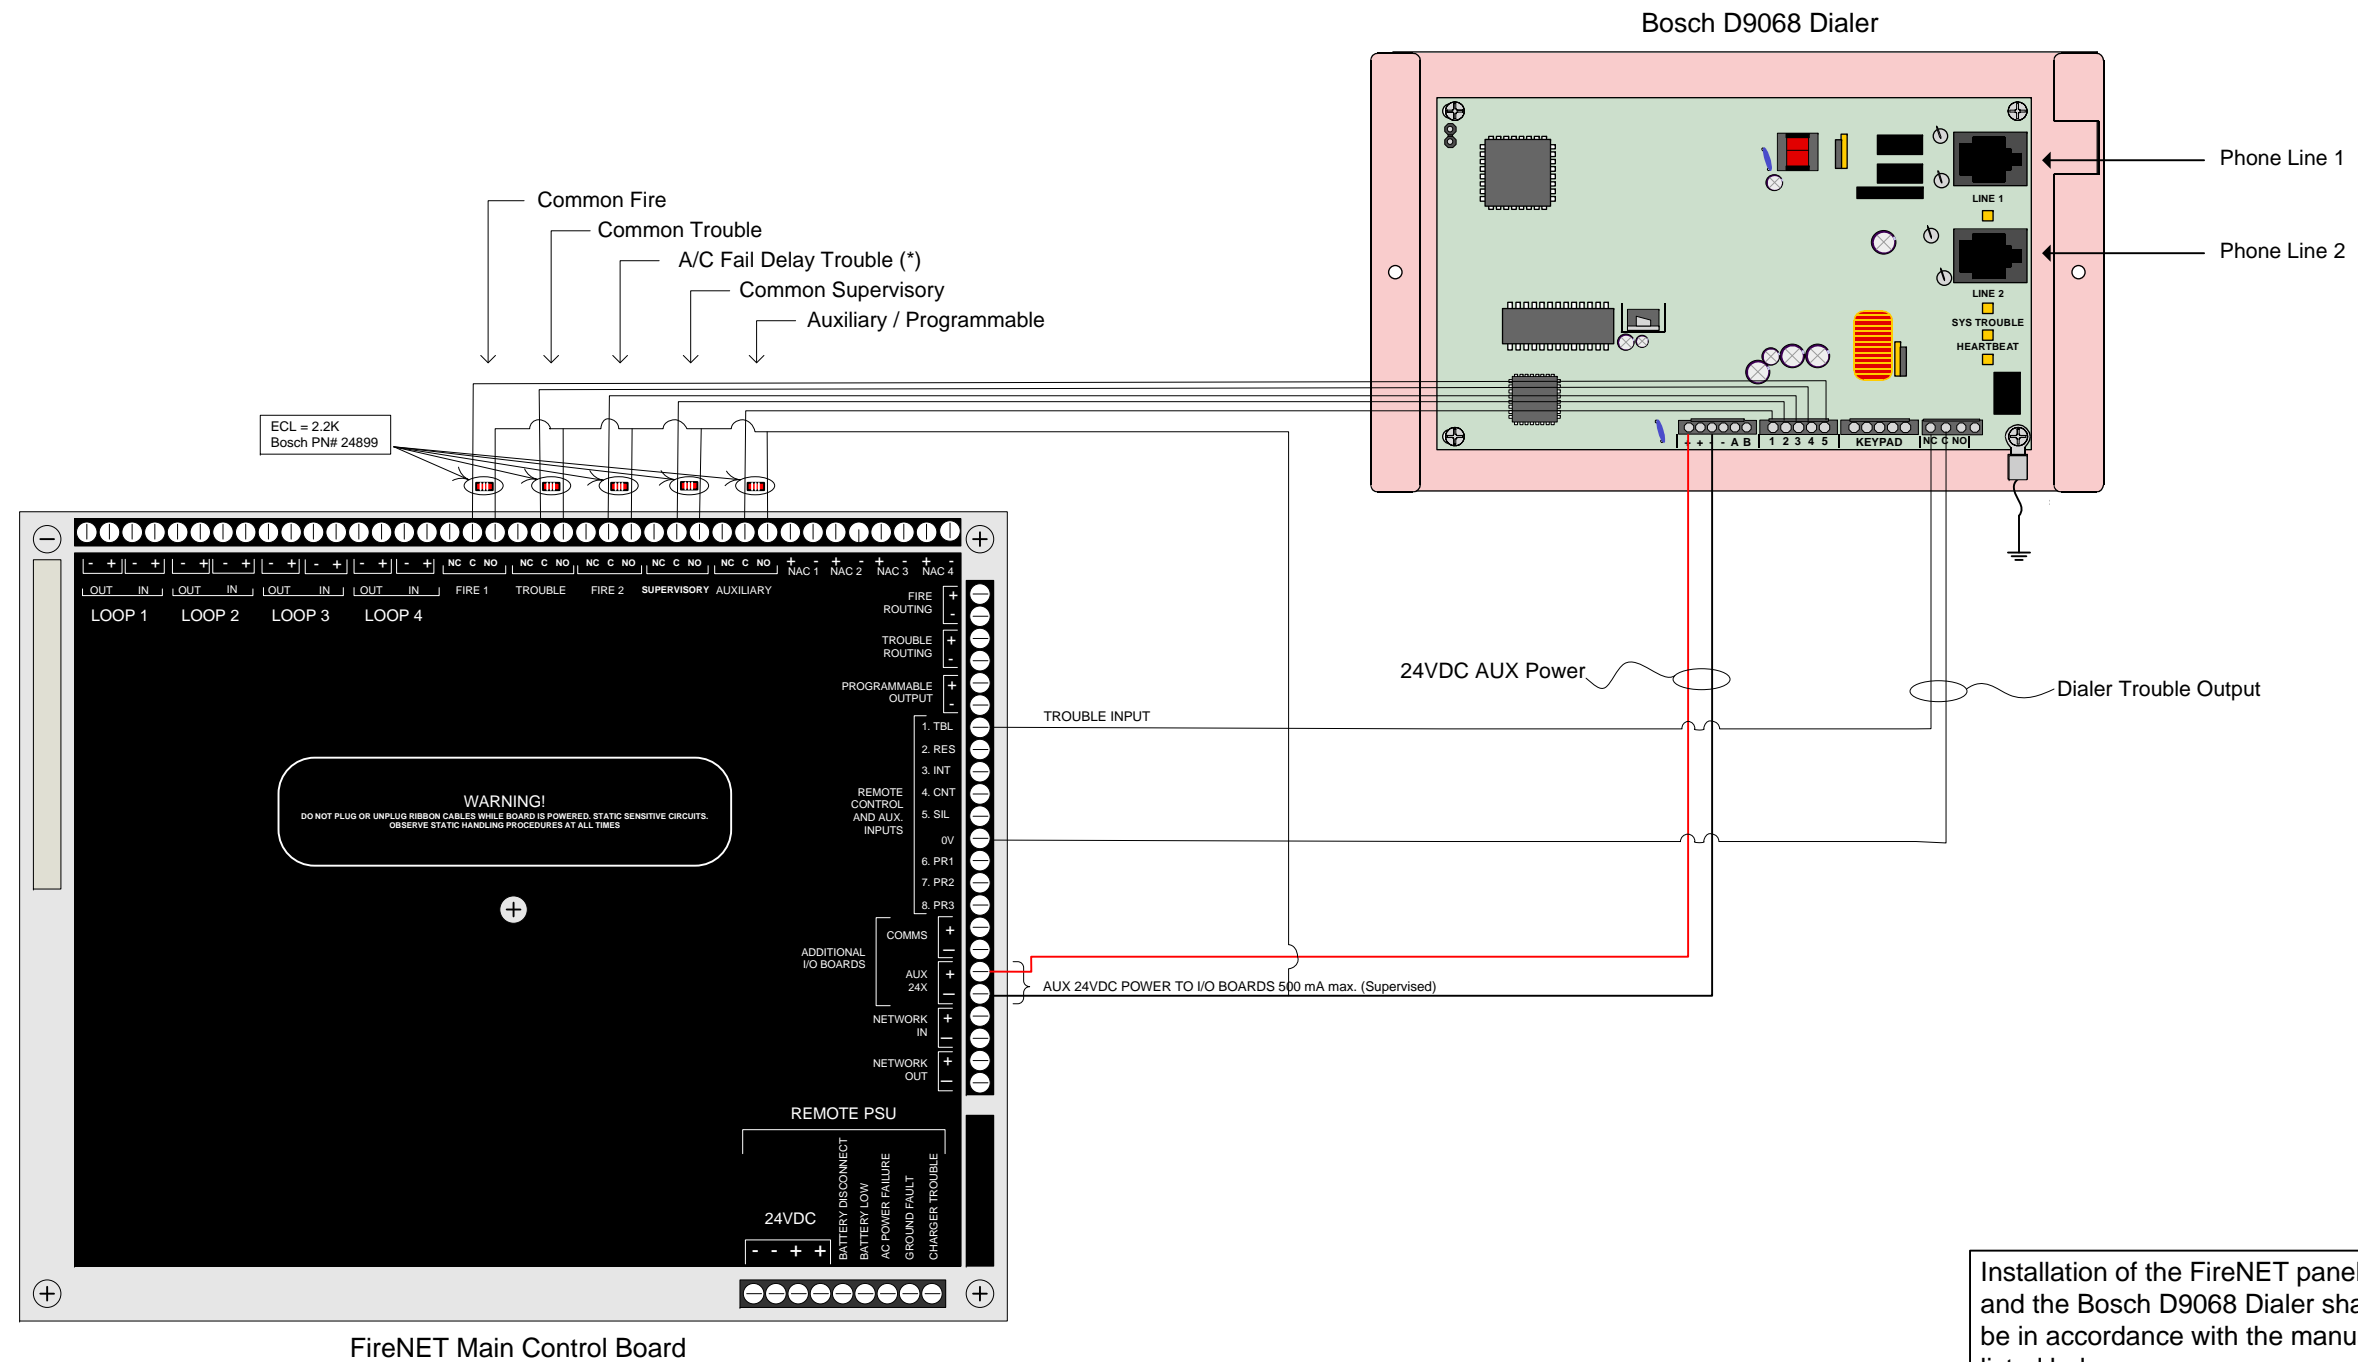 Bosch D9068 Dialer
Phone Line 1
LINE 1
Phone Line 2
LINE 2
SYS TROUBLE
HEARTBEAT
+ + - - A B
1 2 3 4 5
KEYPAD
NC C NO
Common Fire
Common Trouble
A/C Fail Delay Trouble (*)
Common Supervisory
Auxiliary / Programmable
ECL = 2.2K
Bosch PN# 24899
- + - + - + - + - + - + - + - + NC C NO NC C NO NC C NO NC C NO NC C NO + - + - + - + -
NAC 1 NAC 2 NAC 3 NAC 4
OUT IN OUT IN OUT IN OUT IN FIRE 1 TROUBLE FIRE 2 SUPERVISORY AUXILIARY
LOOP 1 LOOP 2 LOOP 3 LOOP 4
FIRE +
ROUTING -
TROUBLE +
ROUTING -
PROGRAMMABLE +
OUTPUT -
1. TBL
2. RES
3. INT
4. CNT
5. SIL
0V
6. PR1
7. PR2
8. PR3
REMOTE
CONTROL
AND AUX.
INPUTS
COMMS + –
ADDITIONAL
I/O BOARDS
AUX +
24X –
NETWORK +
IN –
NETWORK +
OUT –
WARNING!
DO NOT PLUG OR UNPLUG RIBBON CABLES WHILE BOARD IS POWERED. STATIC SENSITIVE CIRCUITS.
OBSERVE STATIC HANDLING PROCEDURES AT ALL TIMES
TROUBLE INPUT
24VDC AUX Power
Dialer Trouble Output
AUX 24VDC POWER TO I/O BOARDS 500 mA max. (Supervised)
REMOTE PSU
24VDC
- - + +
BATTERY DISCONNECT
BATTERY LOW
AC POWER FAILURE
GROUND FAULT
CHARGER TROUBLE
FireNET Main Control Board
Installation of the FireNET panel
and the Bosch D9068 Dialer sha
be in accordance with the manu